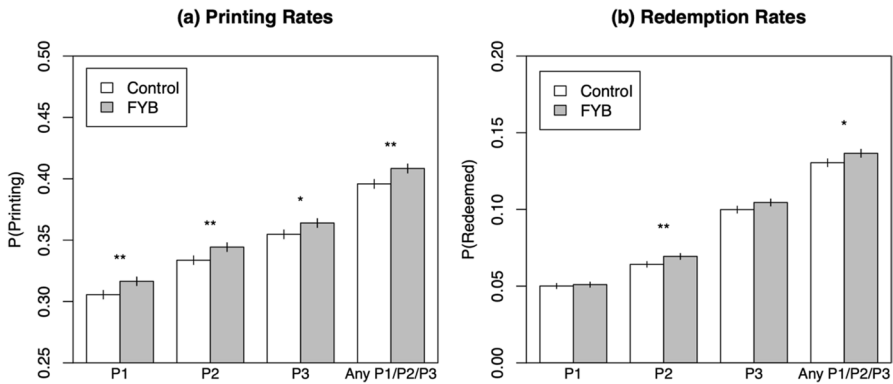 (a) Printing Rates
P(Printing)
0.50
0.45
0.40
0.35
0.30
0.25
Control
FYB
**
**
*
**
P1
P2
P3
Any P1/P2/P3
(b) Redemption Rates
P(Redeemed)
0.20
0.15
0.10
0.05
0.00
Control
FYB
**
*
P1
P2
P3
Any P1/P2/P3